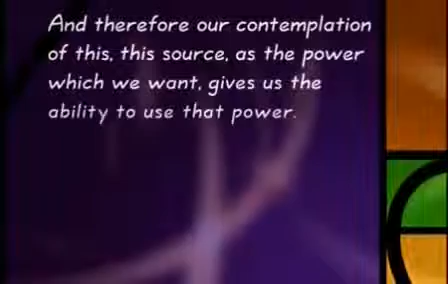 And therefore our contemplation
of this, this source, as the power
which we want, gives us the
ability to use that power.